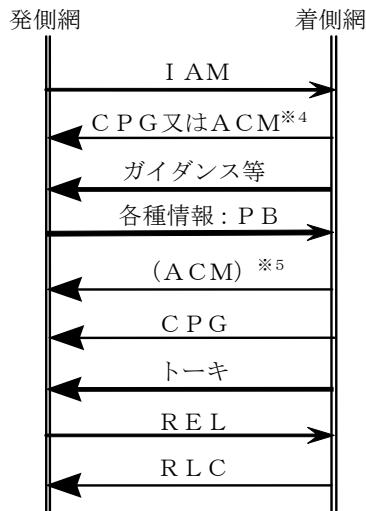 発側網 着側網
ＩＡＭ
ＣＰＧ又はＡＣＭ※4
ガイダンス等
各種情報：ＰＢ
（ＡＣＭ）※5
ＣＰＧ
トーキ
ＲＥＬ
ＲＬＣ